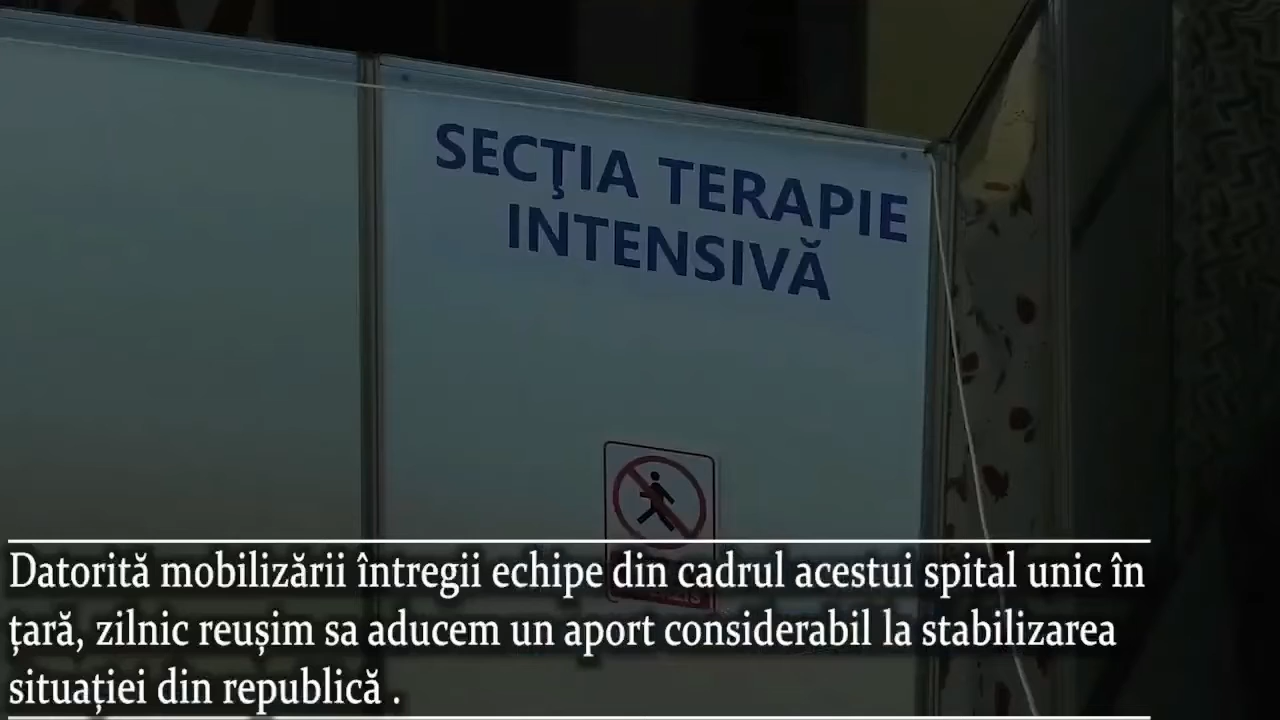 SECŢIA TERAPIE
INTENSIVĂ
Datorită mobilizării întregii echipe din cadrul acestui spital unic în
țară, zilnic reușim sa aducem un aport considerabil la stabilizarea
situației din republică .